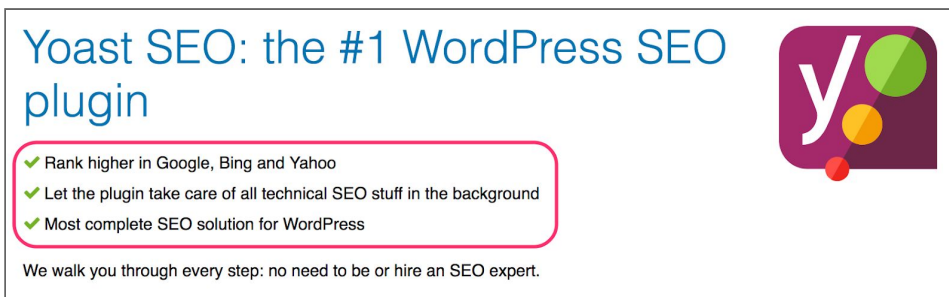 Yoast SEO: the #1 WordPress SEO
plugin
y
✔ Rank higher in Google, Bing and Yahoo
✔ Let the plugin take care of all technical SEO stuff in the background
✔ Most complete SEO solution for WordPress
We walk you through every step: no need to be or hire an SEO expert.